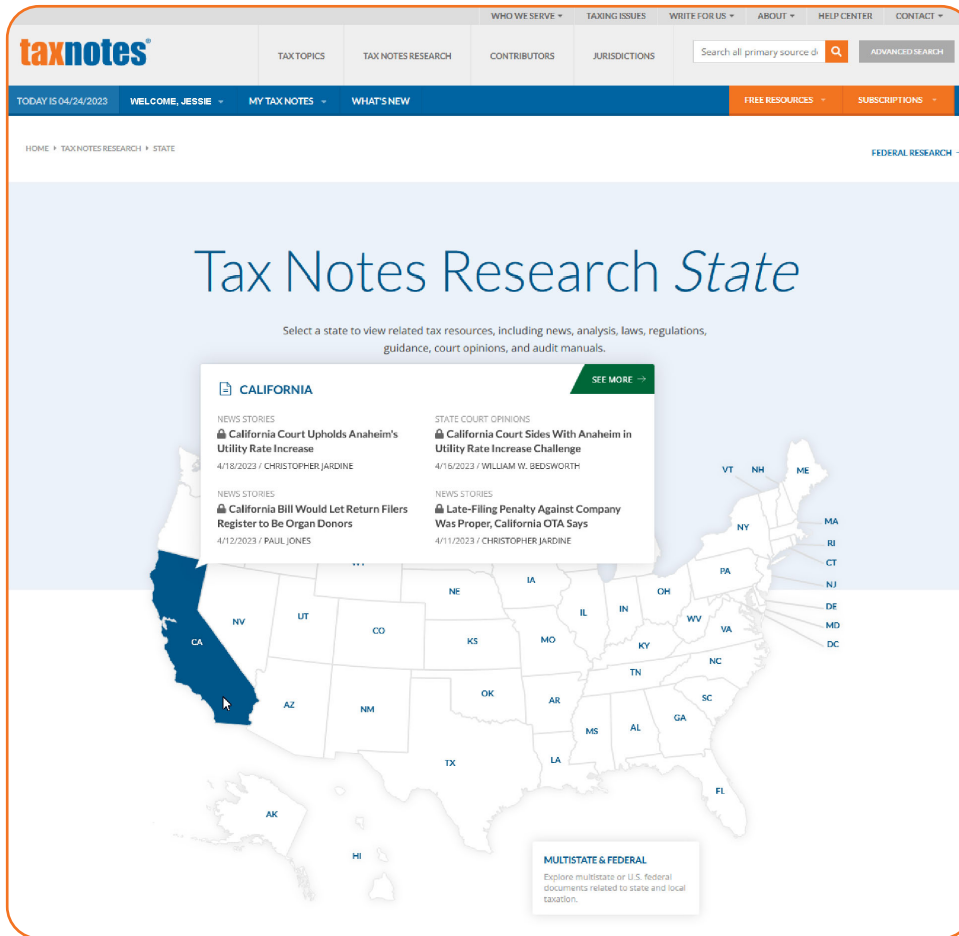 WHO WE SERVE TAXING ISSUES WRITE FOR US ABOUT HELP CENTER CONTACT
taxnotes®
TAX TOPICS TAX NOTES RESEARCH CONTRIBUTORS JURISDICTIONS
Search all primary source d ADVANCED SEARCH
TODAY IS 04/24/2023 WELCOME, JESSIE MY TAX NOTES WHAT'S NEW FREE RESOURCES SUBSCRIPTIONS
HOME TAX NOTES RESEARCH STATE
FEDERAL RESEARCH
Tax Notes Research State
Select a state to view related tax resources, including news, analysis, laws, regulations,
guidance, court opinions, and audit manuals.
CALIFORNIA
SEE MORE →
NEWS STORIES
California Court Upholds Anaheim's
Utility Rate Increase
4/18/2023 / CHRISTOPHER JARDINE
STATE COURT OPINIONS
California Court Sides With Anaheim in
Utility Rate Increase Challenge
4/16/2023 / WILLIAM W. BEDSWORTH
NEWS STORIES
California Bill Would Let Return Filers
Register to Be Organ Donors
4/12/2023 / PAUL JONES
NEWS STORIES
Late-Filing Penalty Against Company
Was Proper, California OTA Says
4/11/2023 / CHRISTOPHER JARDINE
VT NH ME
NY
MA
RI
CT
PA
NJ
IA
NE
OH
DE
IL IN
WV
UT
NV
CO
VA
MD
CA
KS
MO
KY
DC
NC
TN
OK
AR
SC
AZ
NM
GA
MS AL
TX
LA
FL
AK
HI
MULTISTATE & FEDERAL
Explore multistate or U.S. federal
documents related to state and local
taxation.